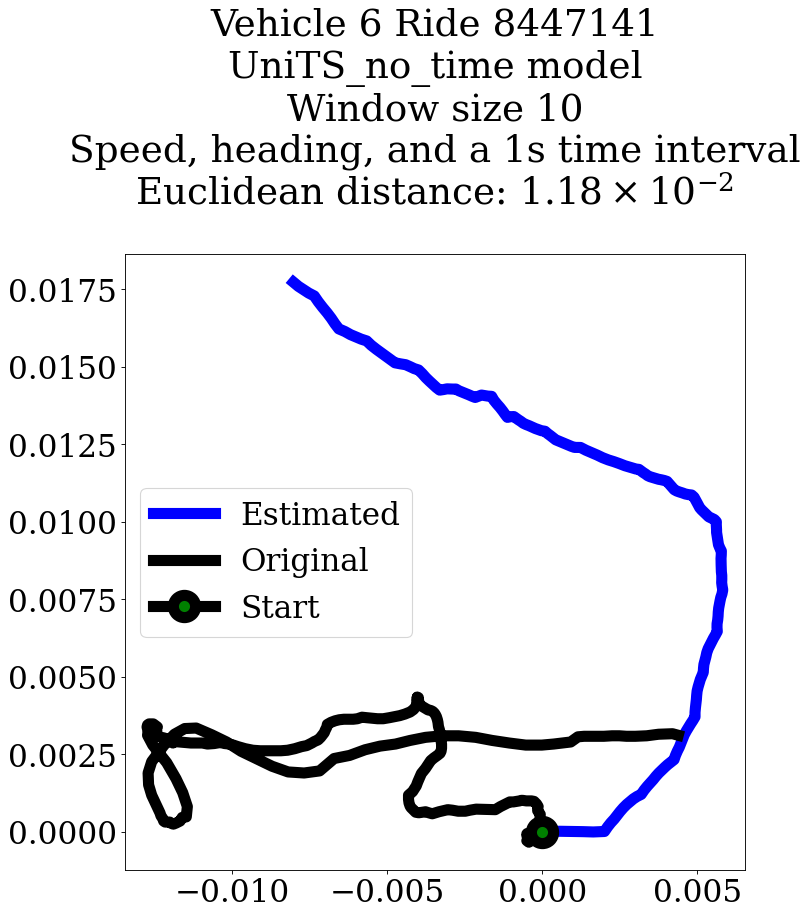 Vehicle 6 Ride 8447141
UniTS_no_time model
Window size 10
Speed, heading, and a 1s time interval
Euclidean distance: 1.18 × 10⁻²
0.0175
0.0150
0.0125
0.0100
0.0075
0.0050
0.0025
0.0000
Estimated
Original
Start
−0.010 −0.005 0.000 0.005